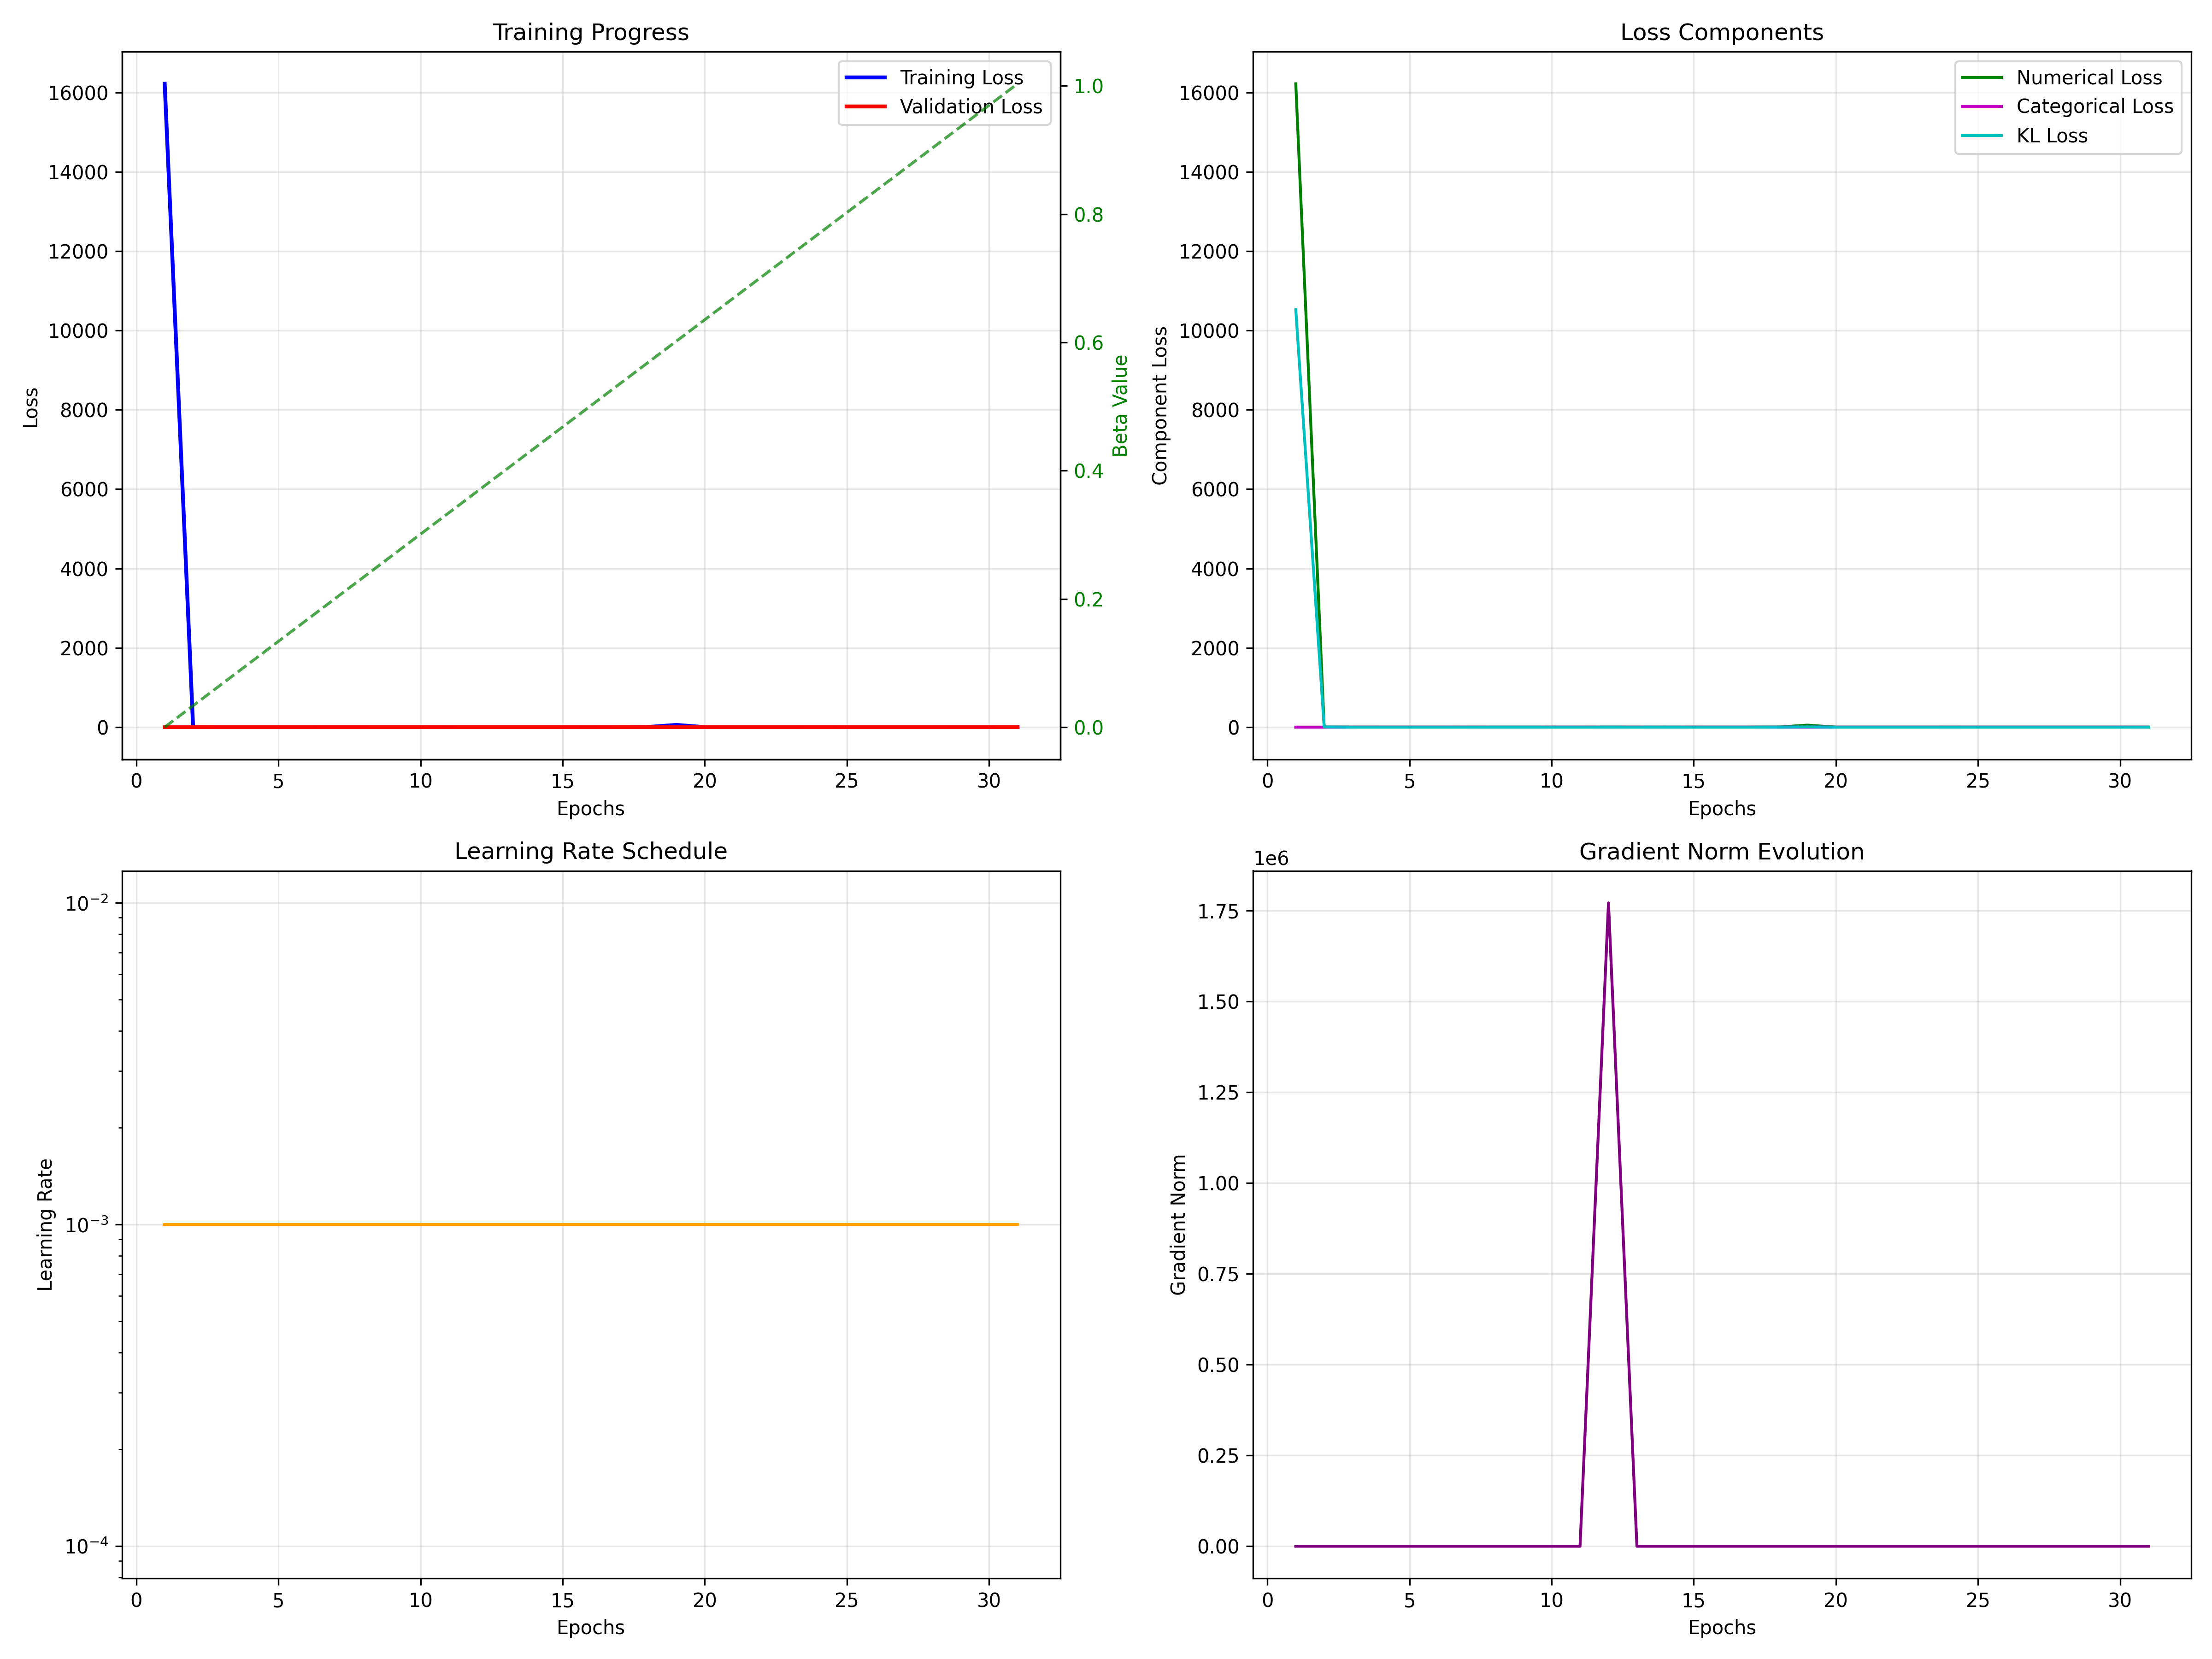 Training Progress
Training Loss
Validation Loss
16000
14000
12000
10000
8000
6000
4000
2000
0
Loss
1.0
0.8
0.6
0.4
0.2
0.0
Beta Value
0 5 10 15 20 25 30
Epochs
Loss Components
Numerical Loss
Categorical Loss
KL Loss
16000
14000
12000
10000
8000
6000
4000
2000
0
Component Loss
0 5 10 15 20 25 30
Epochs
Learning Rate Schedule
10⁻²
10⁻³
10⁻⁴
Learning Rate
0 5 10 15 20 25 30
Epochs
Gradient Norm Evolution
1e6
1.75
1.50
1.25
1.00
0.75
0.50
0.25
0.00
Gradient Norm
0 5 10 15 20 25 30
Epochs